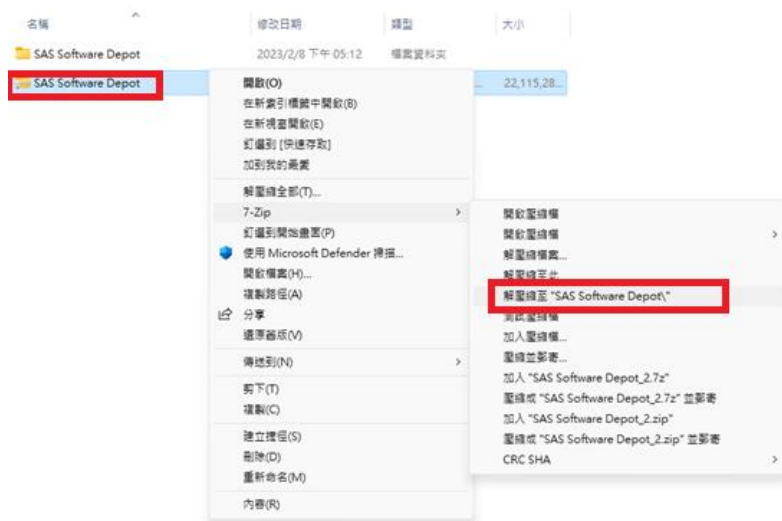 名稱 修改日期 類型 大小
SAS Software Depot 2023/2/8 下午 05:12 檔案資料夾
SAS Software Depot ... 22,115,28...
開啟(O)
在新索引標籤中開啟(B)
在新視窗開啟(E)
釘選到 [快速存取]
加到我的最愛
解壓縮全部(T)...
7-Zip
釘選到開始畫面(P)
使用 Microsoft Defender 掃描...
開啟檔案(H)...
複製路徑(A)
分享
還原舊版(V)
傳送到(N)
剪下(T)
複製(C)
建立捷徑(S)
刪除(D)
重新命名(M)
內容(R)
開啟壓縮檔
開啟壓縮檔
解壓縮檔案...
解壓縮至此
解壓縮至 "SAS Software Depot\"
測試壓縮檔
加入壓縮檔...
壓縮並郵寄...
加入 "SAS Software Depot_2.7z"
壓縮成 "SAS Software Depot_2.7z" 並郵寄
加入 "SAS Software Depot_2.zip"
壓縮成 "SAS Software Depot_2.zip" 並郵寄
CRC SHA